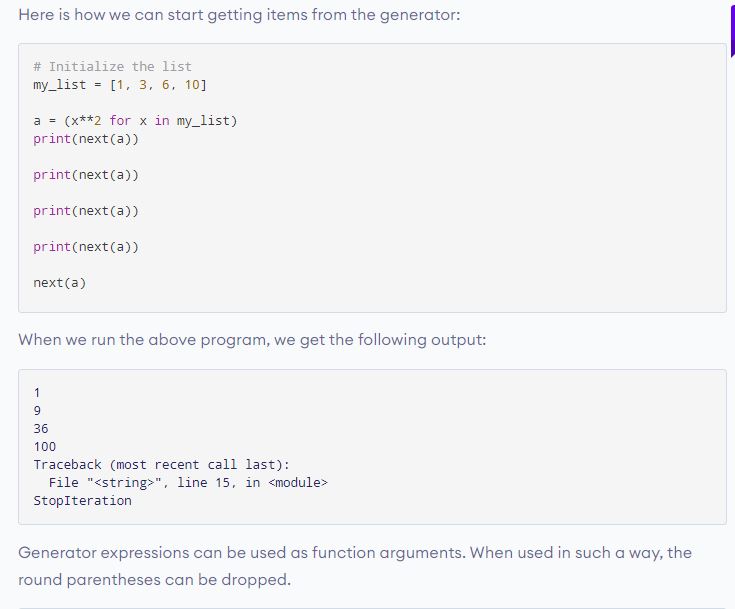 Here is how we can start getting items from the generator:
# Initialize the list
my_list = [1, 3, 6, 10]
a = (x**2 for x in my_list)
print(next(a))
print(next(a))
print(next(a))
print(next(a))
next(a)
When we run the above program, we get the following output:
1
9
36
100
Traceback (most recent call last):
  File "<string>", line 15, in <module>
StopIteration
Generator expressions can be used as function arguments. When used in such a way, the
round parentheses can be dropped.